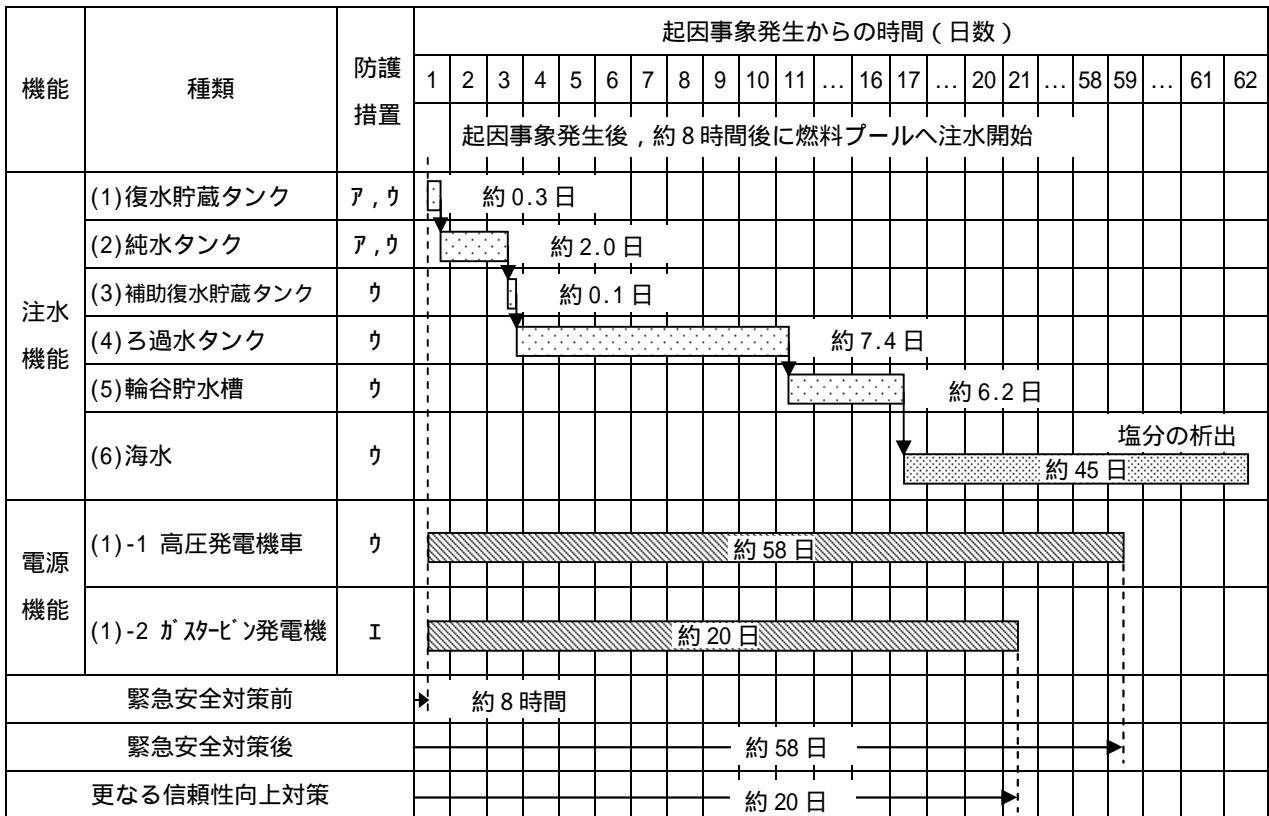 機能 種類 防護措置 起因事象発生からの時間(日数)
1 2 3 4 5 6 7 8 9 10 11 … 16 17 … 20 21 … 58 59 … 61 62
起因事象発生後,約8時間後に燃料プールへ注水開始
注水機能
(1)復水貯蔵タンク ア,ウ 約0.3日
(2)純水タンク ア,ウ 約2.0日
(3)補助復水貯蔵タンク ウ 約0.1日
(4)ろ過水タンク ウ 約7.4日
(5)輪谷貯水槽 ウ 約6.2日
塩分の析出
(6)海水 ウ 約45日
電源機能
(1)-1 高圧発電機車 ウ 約58日
(1)-2 ガスタービン発電機 エ 約20日
緊急安全対策前 約8時間
緊急安全対策後 約58日
更なる信頼性向上対策 約20日